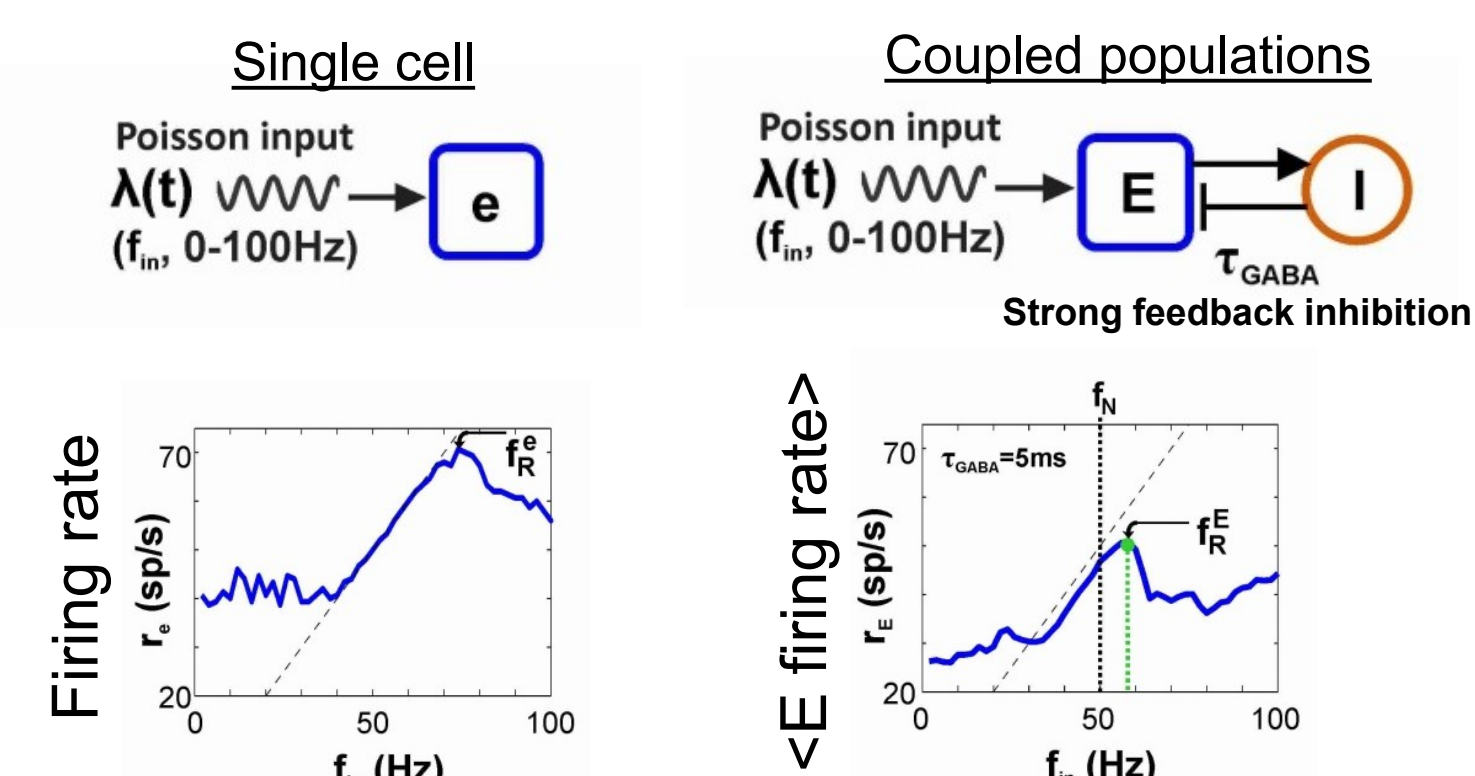 Single cell
Poisson input
λ(t)
(f_in, 0-100Hz)
e
Coupled populations
Poisson input
λ(t)
(f_in, 0-100Hz)
E
I
τ_GABA
Strong feedback inhibition
Firing rate
r_e (sp/s)
70
20
f_R^e
0
50
100
(Hz)
<E firing rate>
r_E (sp/s)
f_N
70
20
τ_GABA=5ms
f_R^E
0
50
100
f_in (Hz)